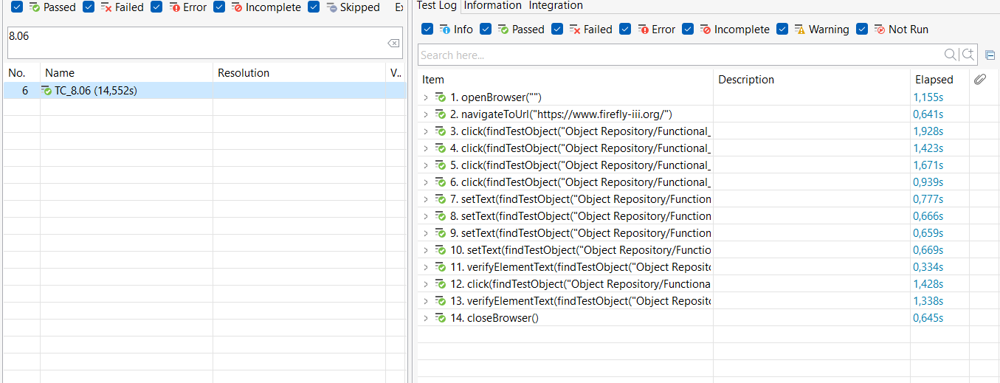 Passed Failed Error Incomplete Skipped Ex
8.06
No. Name Resolution V..
6 TC_8.06 (14,552s)
Test Log Information Integration
Info Passed Failed Error Incomplete Warning Not Run
Search here...
Item Description Elapsed
1. openBrowser("") 1,155s
2. navigateToUrl("https://www.firefly-iii.org/") 0,641s
3. click(findTestObject("Object Repository/Functional_ 1,928s
4. click(findTestObject("Object Repository/Functional_ 1,423s
5. click(findTestObject("Object Repository/Functional_ 1,671s
6. click(findTestObject("Object Repository/Functional_ 0,939s
7. setText(findTestObject("Object Repository/Function 0,777s
8. setText(findTestObject("Object Repository/Function 0,666s
9. setText(findTestObject("Object Repository/Function 0,659s
10. setText(findTestObject("Object Repository/Functio 0,669s
11. verifyElementText(findTestObject("Object Reposito 0,334s
12. click(findTestObject("Object Repository/Functional 1,428s
13. verifyElementText(findTestObject("Object Reposito 1,338s
14. closeBrowser() 0,645s